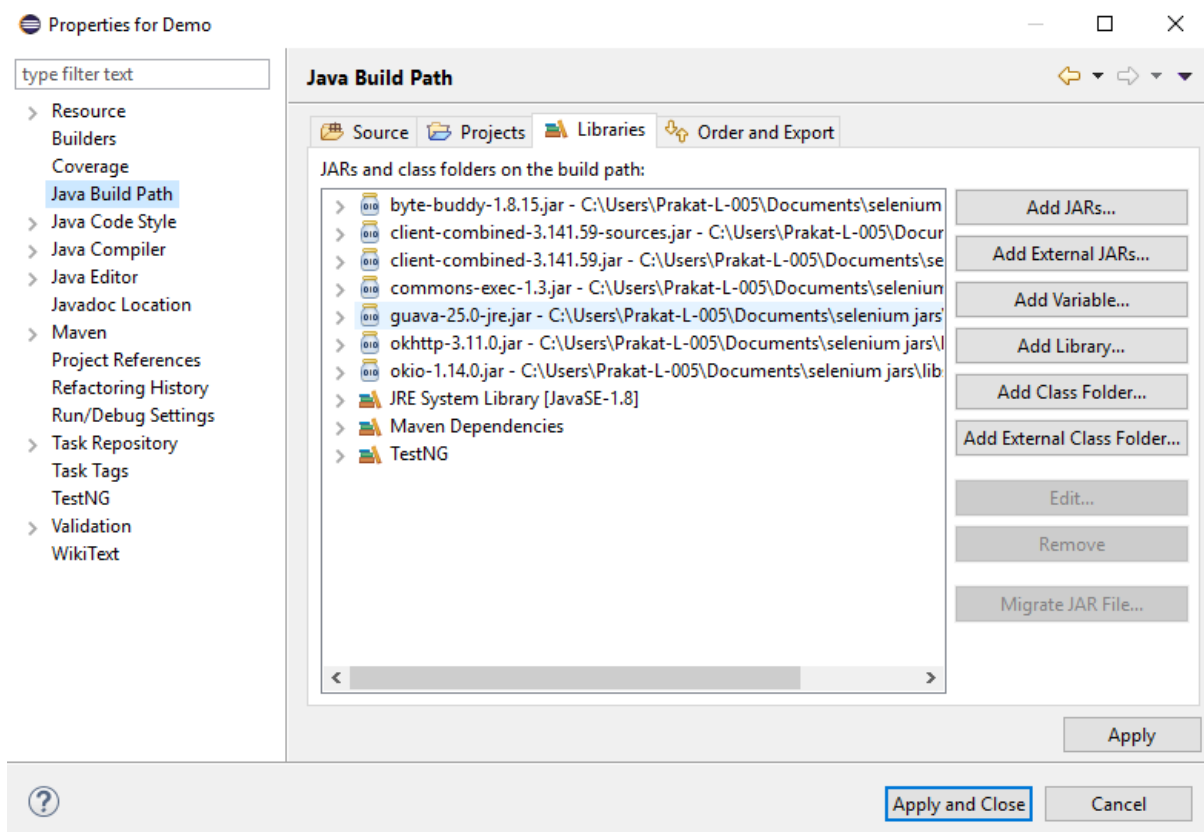 Properties for Demo
type filter text
Resource
Builders
Coverage
Java Build Path
Java Code Style
Java Compiler
Java Editor
Javadoc Location
Maven
Project References
Refactoring History
Run/Debug Settings
Task Repository
Task Tags
TestNG
Validation
WikiText
Java Build Path
Source Projects Libraries Order and Export
JARs and class folders on the build path:
byte-buddy-1.8.15.jar - C:\Users\Prakat-L-005\Documents\selenium
client-combined-3.141.59-sources.jar - C:\Users\Prakat-L-005\Docur
client-combined-3.141.59.jar - C:\Users\Prakat-L-005\Documents\se
commons-exec-1.3.jar - C:\Users\Prakat-L-005\Documents\selenium
guava-25.0-jre.jar - C:\Users\Prakat-L-005\Documents\selenium jars\
okhttp-3.11.0.jar - C:\Users\Prakat-L-005\Documents\selenium jars\l
okio-1.14.0.jar - C:\Users\Prakat-L-005\Documents\selenium jars\lib
JRE System Library [JavaSE-1.8]
Maven Dependencies
TestNG
Add JARs...
Add External JARs...
Add Variable...
Add Library...
Add Class Folder...
Add External Class Folder...
Edit...
Remove
Migrate JAR File...
Apply
Apply and Close
Cancel